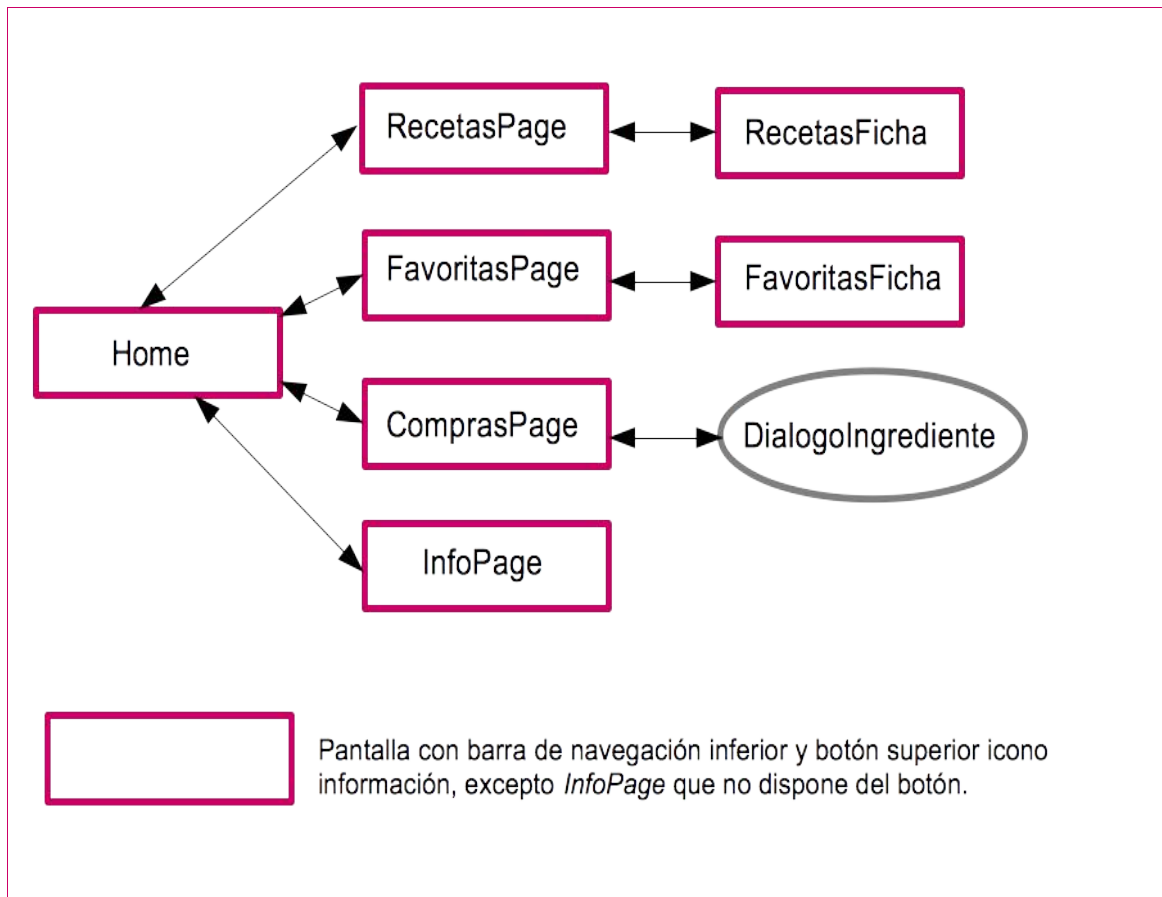 RecetasPage
RecetasFicha
FavoritasPage
FavoritasFicha
Home
ComprasPage
DialogoIngrediente
InfoPage
Pantalla con barra de navegación inferior y botón superior icono
información, excepto InfoPage que no dispone del botón.